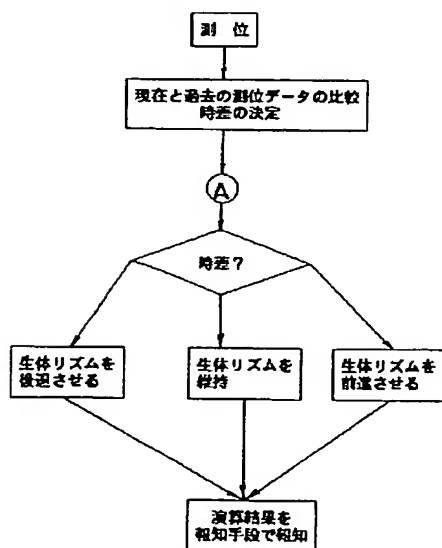 測 位
現在と過去の測位データの比較
時差の決定
A
時差？
生体リズムを
後退させる
生体リズムを
維持
生体リズムを
前進させる
演算結果を
報知手段で報知